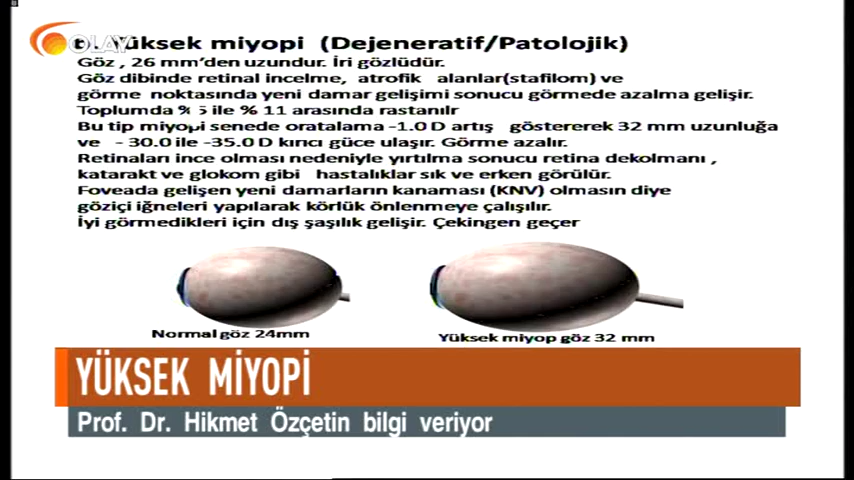 OLAY
b. Yüksek miyopi (Dejeneratif/Patolojik)
Göz , 26 mm'den uzundur. İri gözlüdür.
Göz dibinde retinal incelme, atrofik alanlar(stafilom) ve
görme noktasında yeni damar gelişimi sonucu görmede azalma gelişir.
Toplumda % 5 ile % 11 arasında rastanılr
Bu tip miyopi senede oratalama -1.0 D artış göstererek 32 mm uzunluğa
ve - 30.0 ile -35.0 D kırıcı güce ulaşır. Görme azalır.
Retinaları ince olması nedeniyle yırtılma sonucu retina dekolmanı ,
katarakt ve glokom gibi hastalıklar sık ve erken görülür.
Foveada gelişen yeni damarların kanaması (KNV) olmasın diye
göziçi iğneleri yapılarak körlük önlenmeye çalışılır.
İyi görmedikleri için dış şaşılık gelişir. Çekingen geçer
Normal göz 24mm
Yüksek miyop göz 32 mm
YÜKSEK MİYOPİ
Prof. Dr. Hikmet Özçetin bilgi veriyor